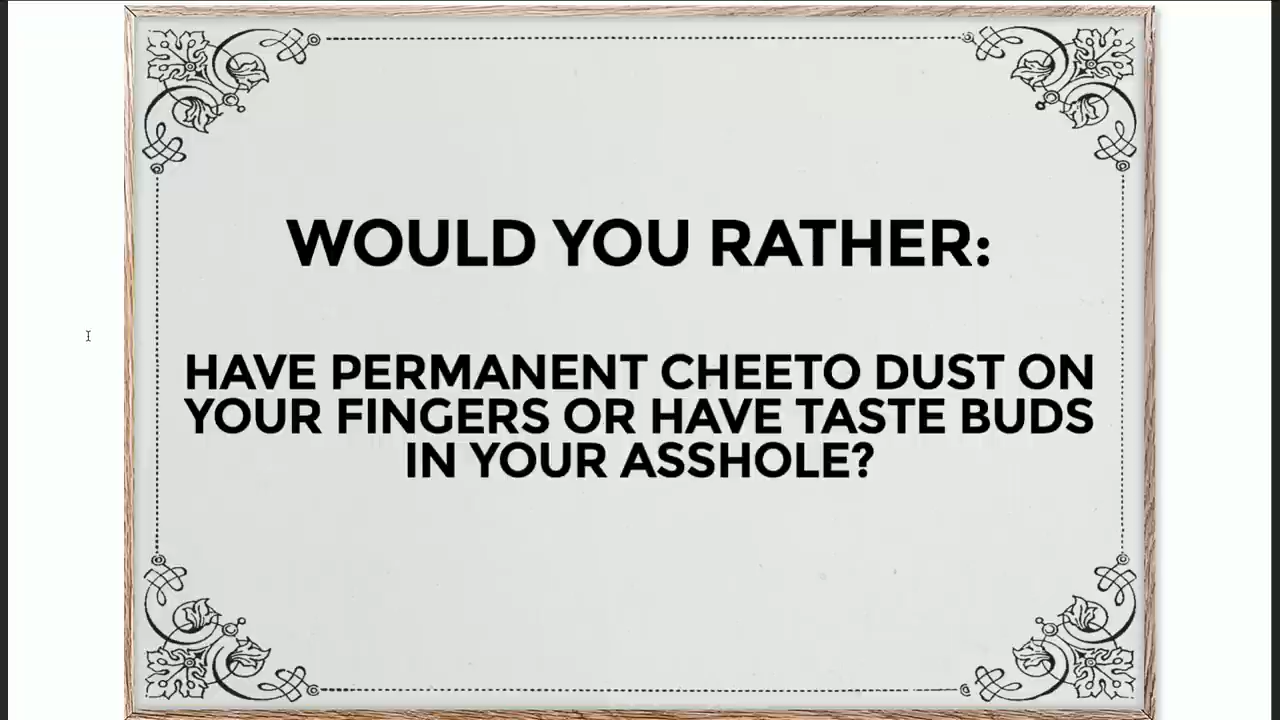 WOULD YOU RATHER:
HAVE PERMANENT CHEETO DUST ON
YOUR FINGERS OR HAVE TASTE BUDS
IN YOUR ASSHOLE?